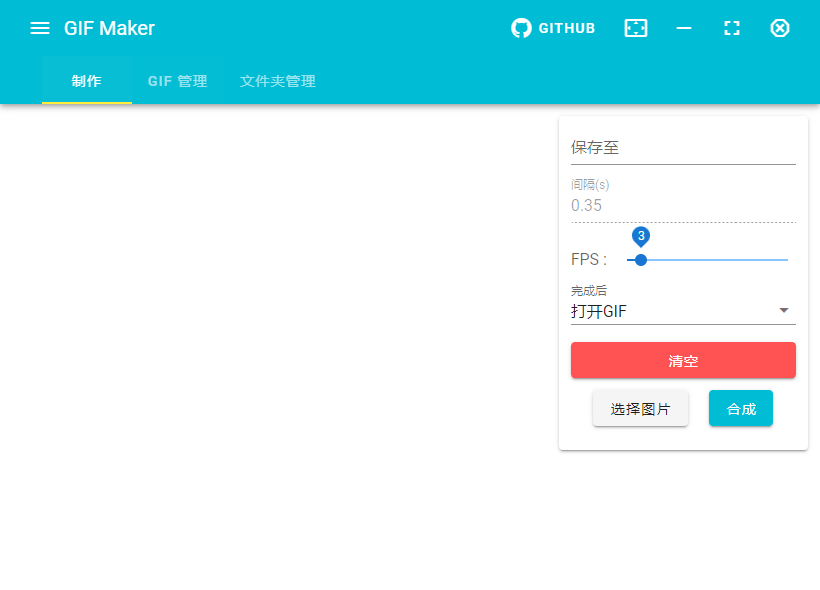 GIF Maker
GITHUB
制作
GIF 管理
文件夹管理
保存至
间隔(s)
0.35
3
FPS :
完成后
打开GIF
清空
选择图片
合成